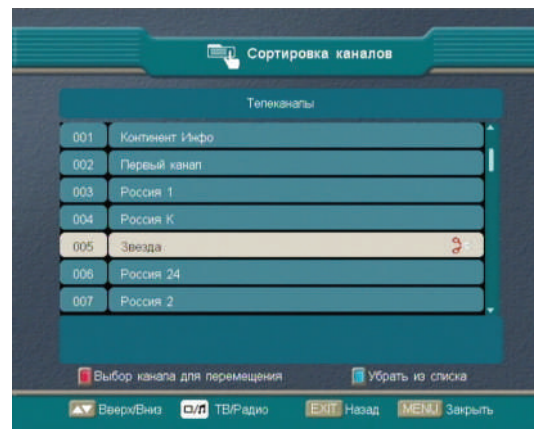 Сортировка каналов
Телеканалы
001 Континент Инфо
002 Первый канал
003 Россия 1
004 Россия К
005 Звезда
006 Россия 24
007 Россия 2
Выбор канала для перемещения Убрать из списка
Вверх/Вниз ТВ/Радио EXIT Назад MENU Закрыть